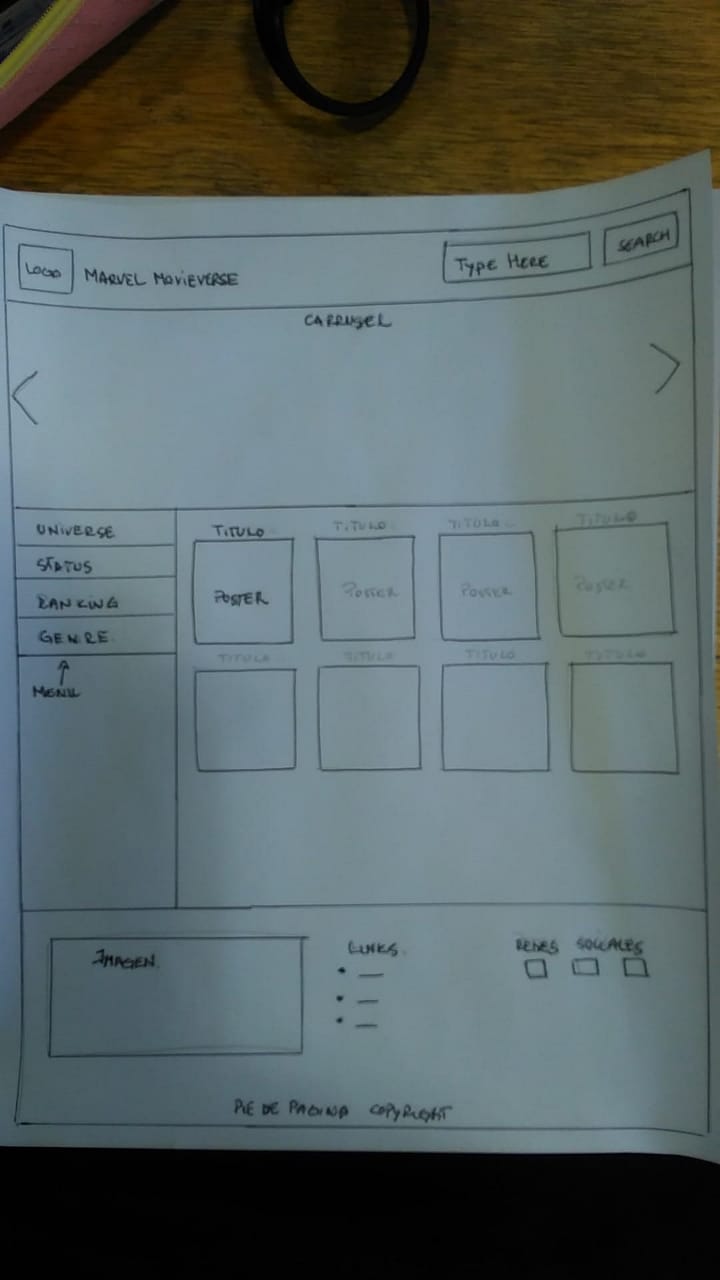 LOGO MARVEL MOVIEVERSE Type Here SEARCH
CARRUSEL
UNIVERSE
STATUS
RANKING
GENRE
MENU
TITULO TITULO TITULO TITULO
POSTER POSTER POSTER POSTER
TITULO TITULO TITULO TITULO
IMAGEN
LINKS
REDES SOCIALES
PIE DE PAGINA COPYRIGHT